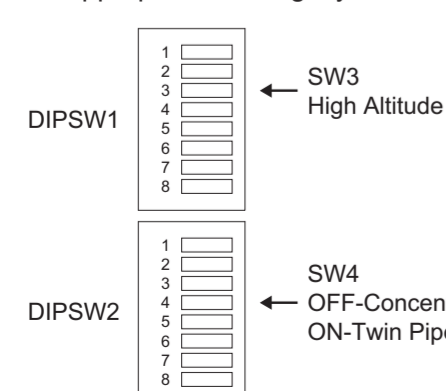 DIPSW1
1
2
3
4
5
6
7
8
SW3
High Altitude
DIPSW2
1
2
3
4
5
6
7
8
SW4
OFF-Concen
ON-Twin Pipe